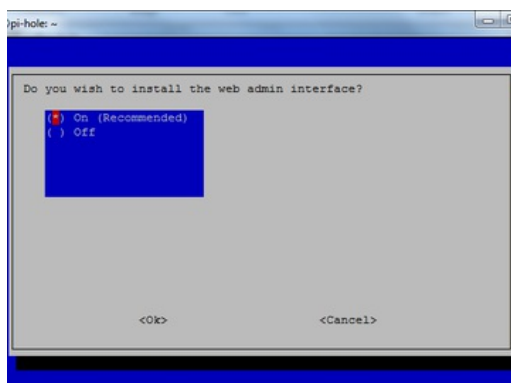 pi-hole: ~
Do you wish to install the web admin interface?
(*) On (Recommended)
( ) Off
<Ok>
<Cancel>